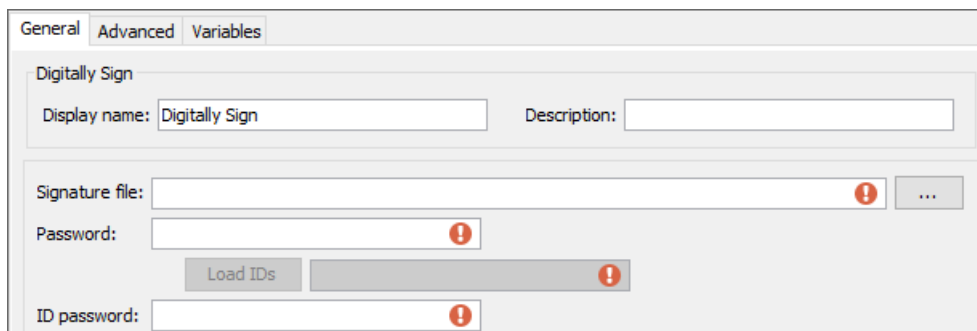 General Advanced Variables
Digitally Sign
Display name: Digitally Sign Description:
Signature file: ...
Password:
Load IDs
ID password: